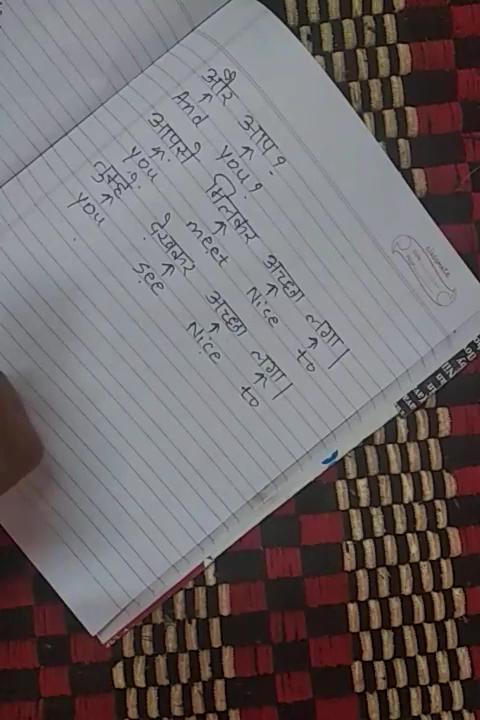 और आप?
And you?
आपसे मिलकर अच्छा लगा।
you meet Nice to
तुम्हे देखकर अच्छा लगा।
you see Nice to